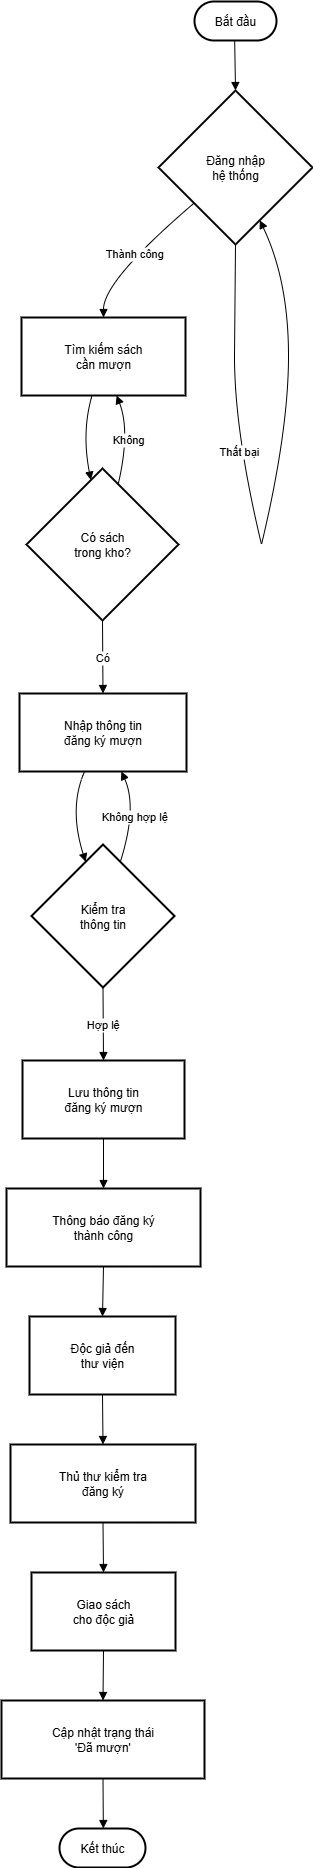 Bắt đầu
Đăng nhập
hệ thống
Thành công
Tìm kiếm sách
cần mượn
Không
Thất bại
Có sách
trong kho?
Có
Nhập thông tin
đăng ký mượn
Không hợp lệ
Kiểm tra
thông tin
Hợp lệ
Lưu thông tin
đăng ký mượn
Thông báo đăng ký
thành công
Độc giả đến
thư viện
Thủ thư kiểm tra
đăng ký
Giao sách
cho độc giả
Cập nhật trạng thái
'Đã mượn'
Kết thúc